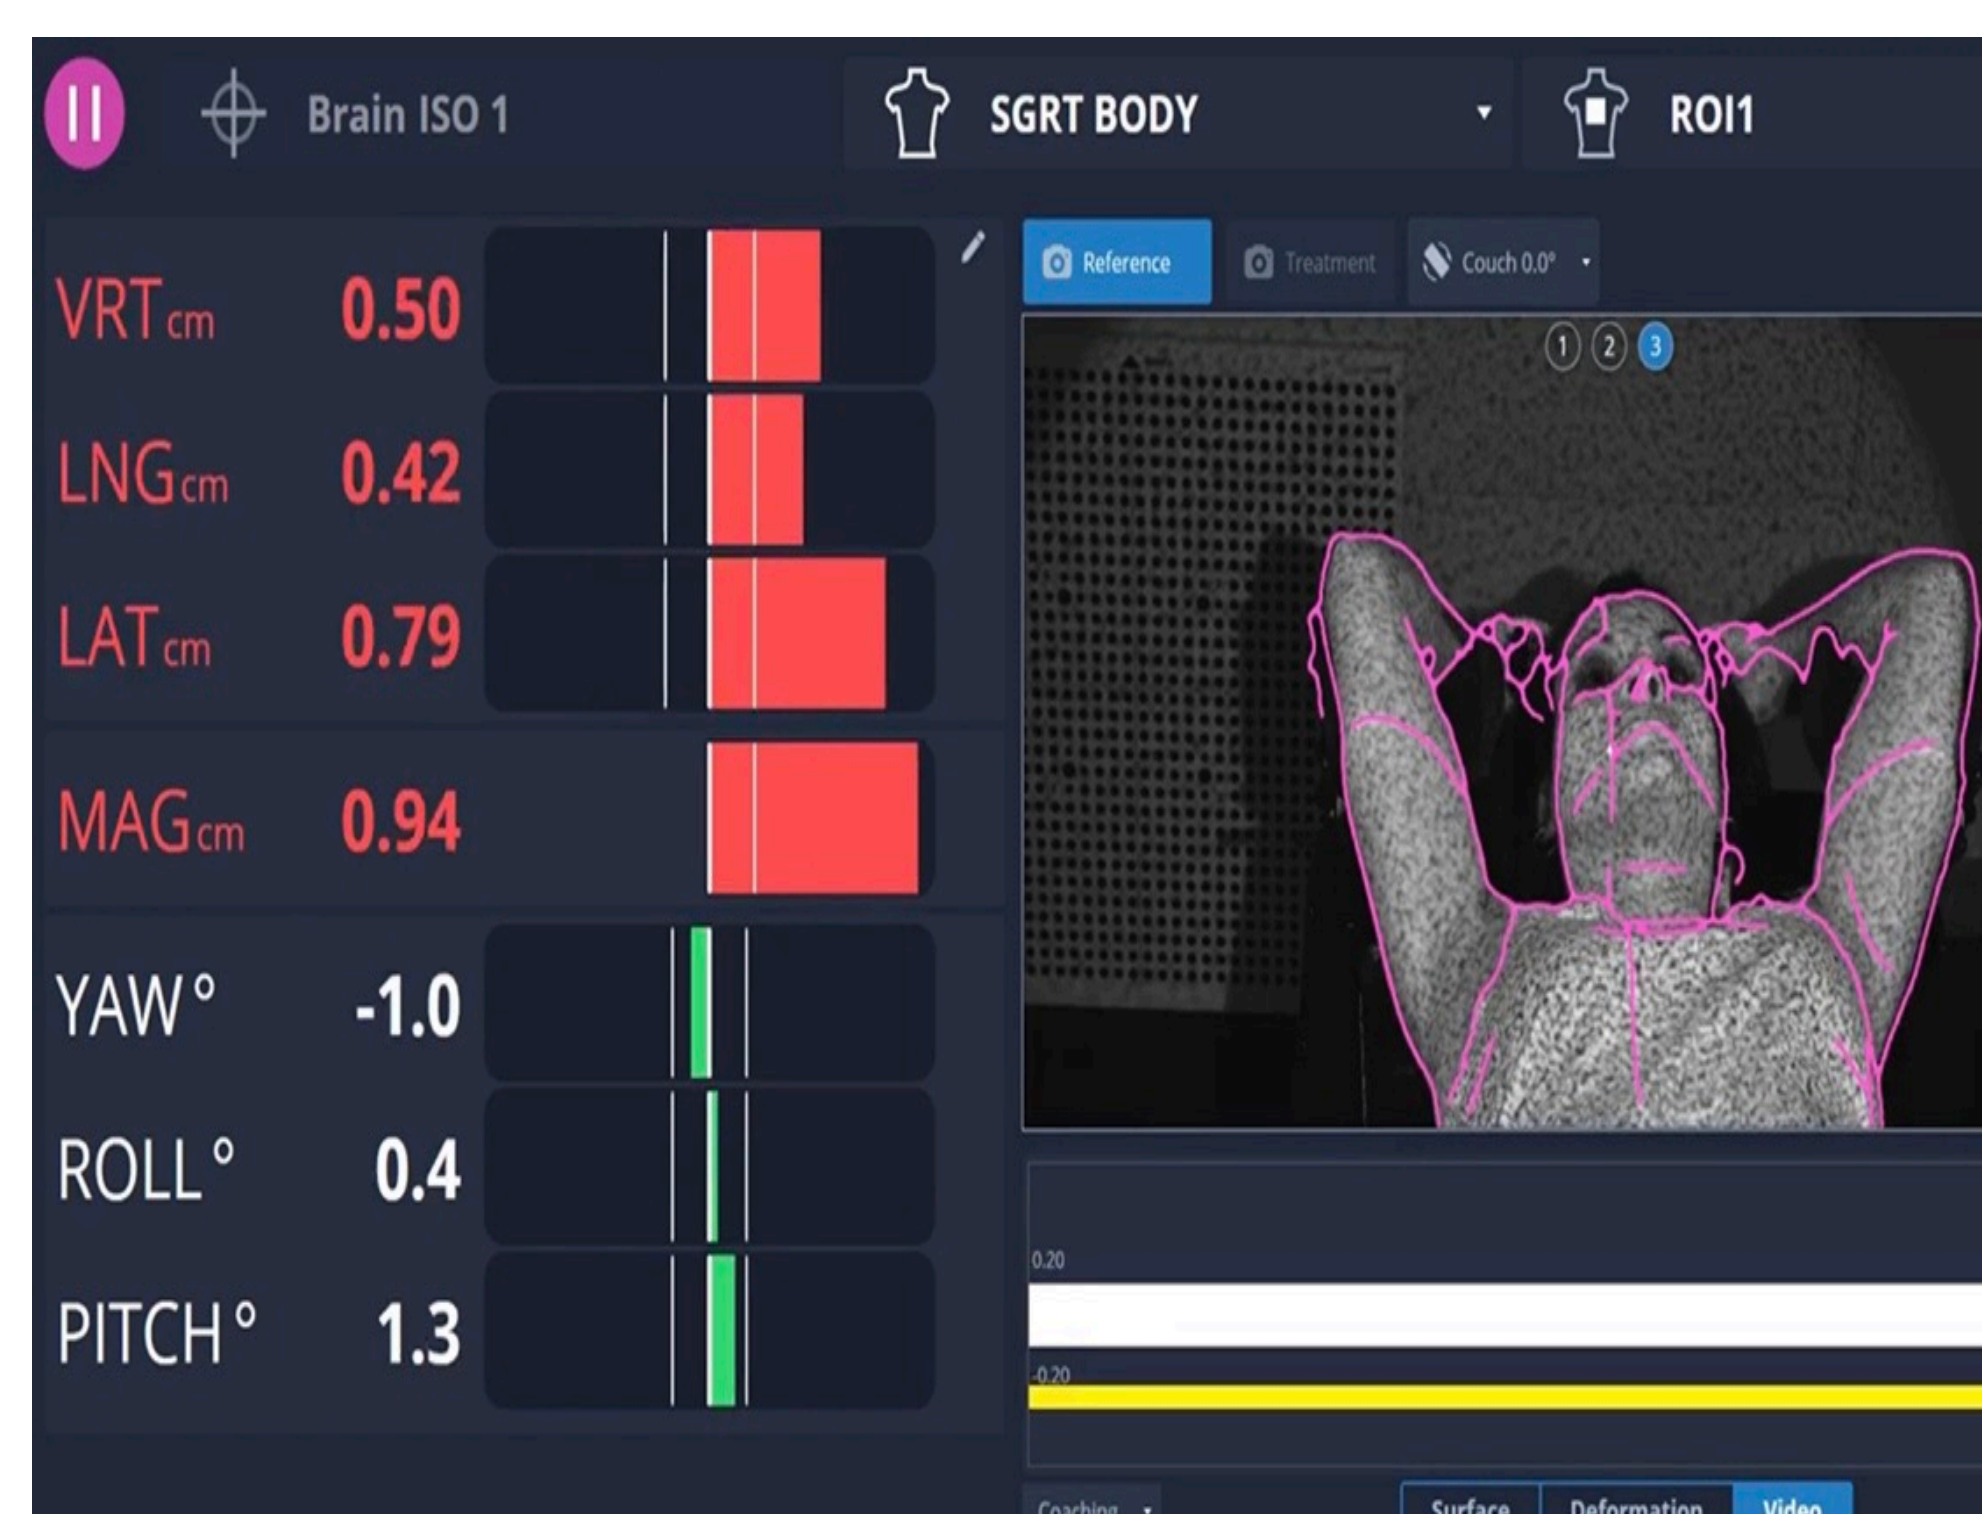 Brain ISO 1
SGRT BODY
ROI1
VRT cm 0.50
LNG cm 0.42
LAT cm 0.79
MAG cm 0.94
YAW° -1.0
ROLL° 0.4
PITCH° 1.3
Reference
Treatment
Couch 0.0°
1 2 3
0.20
-0.20
Coaching
Surface
Deformation
Video